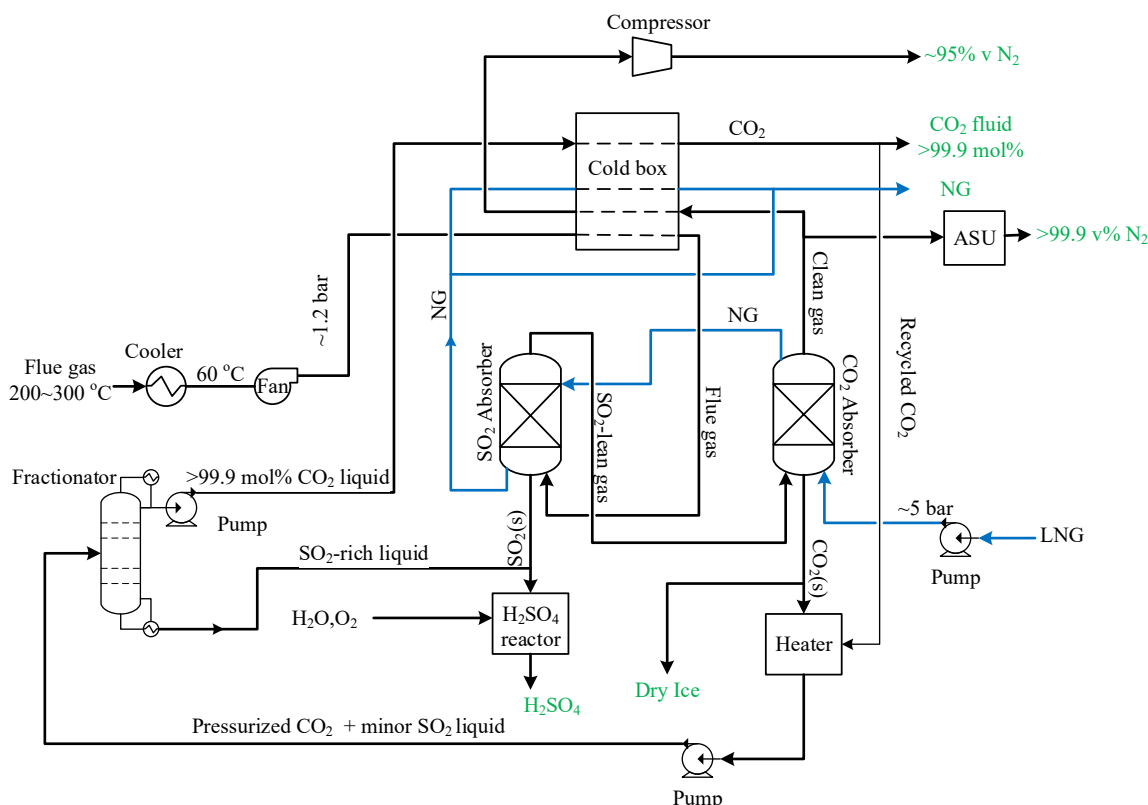 Compressor
~95% v N₂
CO₂
CO₂ fluid
>99.9 mol%
Cold box
NG
ASU
>99.9 v% N₂
~1.2 bar
NG
Clean gas
NG
Recycled CO₂
Cooler
Flue gas
200~300 °C
60 °C
Fan
SO₂ Absorber
SO₂-lean gas
Flue gas
CO₂ Absorber
Fractionator
>99.9 mol% CO₂ liquid
Pump
~5 bar
LNG
Pump
SO₂(s)
CO₂(s)
SO₂-rich liquid
H₂O,O₂
H₂SO₄
reactor
Heater
H₂SO₄
Dry Ice
Pressurized CO₂ + minor SO₂ liquid
Pump